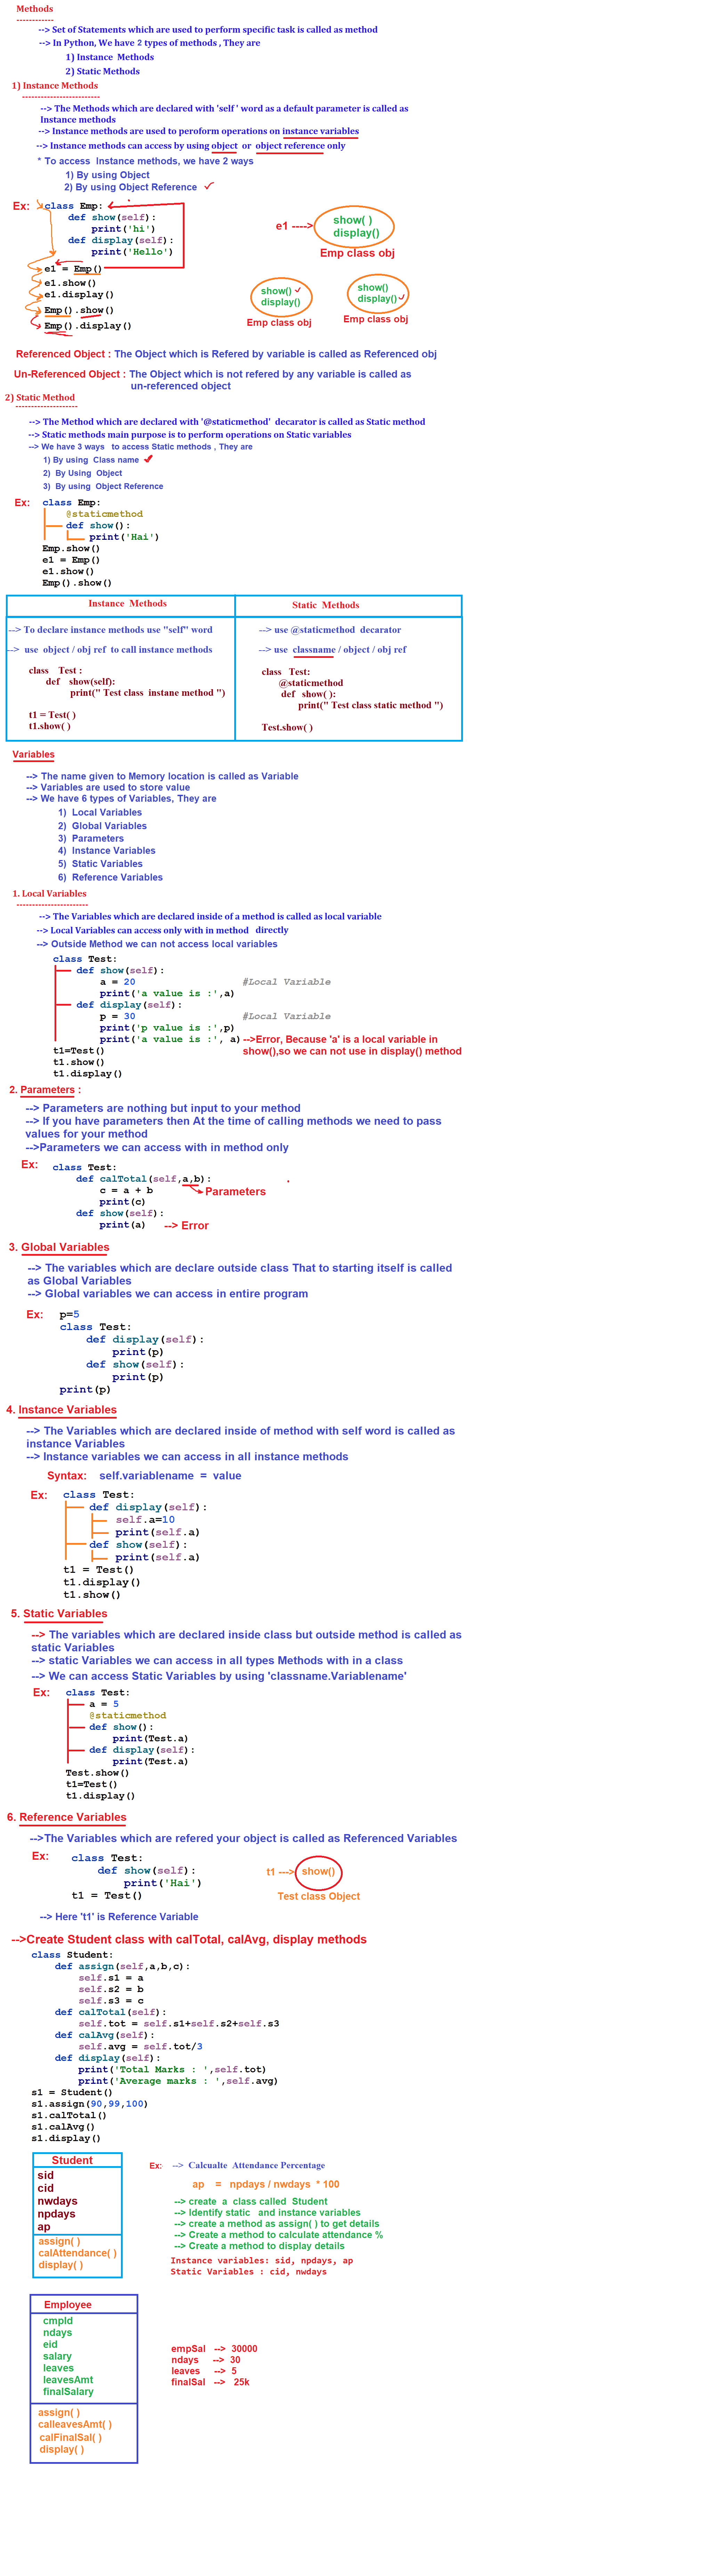 Methods
------------
--> Set of Statements which are used to perform specific task is called as method
--> In Python, We have 2 types of methods , They are
1) Instance Methods
2) Static Methods
1) Instance Methods
-------------------------
--> The Methods which are declared with 'self ' word as a default parameter is called as
Instance methods
--> Instance methods are used to peroform operations on instance variables
--> Instance methods can access by using object or object reference only
* To access Instance methods, we have 2 ways
1) By using Object
2) By using Object Reference
Ex: class Emp:
def show(self):
print('hi')
def display(self):
print('Hello')
e1 = Emp()
e1.show()
e1.display()
Emp().show()
Emp().display()
e1 ---->
show( )
display()
Emp class obj
show()
display()
Emp class obj
show()
display()
Emp class obj
Referenced Object : The Object which is Refered by variable is called as Referenced obj
Un-Referenced Object : The Object which is not refered by any variable is called as
un-referenced object
2) Static Method
--------------------
--> The Method which are declared with '@staticmethod' decarator is called as Static method
--> Static methods main purpose is to perform operations on Static variables
--> We have 3 ways to access Static methods , They are
1) By using Class name
2) By Using Object
3) By using Object Reference
Ex: class Emp:
@staticmethod
def show():
print('Hai')
Emp.show()
e1 = Emp()
e1.show()
Emp().show()
Instance Methods
--> To declare instance methods use "self" word
--> use object / obj ref to call instance methods
class Test :
def show(self):
print(" Test class instane method ")
t1 = Test( )
t1.show( )
Static Methods
--> use @staticmethod decarator
--> use classname / object / obj ref
class Test:
@staticmethod
def show( ):
print(" Test class static method ")
Test.show( )
Variables
--> The name given to Memory location is called as Variable
--> Variables are used to store value
--> We have 6 types of Variables, They are
1) Local Variables
2) Global Variables
3) Parameters
4) Instance Variables
5) Static Variables
6) Reference Variables
1. Local Variables
-----------------------
--> The Variables which are declared inside of a method is called as local variable
--> Local Variables can access only with in method directly
--> Outside Method we can not access local variables
class Test:
def show(self):
a = 20 #Local Variable
print('a value is :',a)
def display(self):
p = 30 #Local Variable
print('p value is :',p)
print('a value is :', a) -->Error, Because 'a' is a local variable in
show(),so we can not use in display() method
t1=Test()
t1.show()
t1.display()
2. Parameters :
--> Parameters are nothing but input to your method
--> If you have parameters then At the time of calling methods we need to pass
values for your method
-->Parameters we can access with in method only
Ex: class Test:
def calTotal(self,a,b):
c = a + b
Parameters
print(c)
def show(self):
print(a) --> Error
3. Global Variables
--> The variables which are declare outside class That to starting itself is called
as Global Variables
--> Global variables we can access in entire program
Ex: p=5
class Test:
def display(self):
print(p)
def show(self):
print(p)
print(p)
4. Instance Variables
--> The Variables which are declared inside of method with self word is called as
instance Variables
--> Instance variables we can access in all instance methods
Syntax: self.variablename = value
Ex: class Test:
def display(self):
self.a=10
print(self.a)
def show(self):
print(self.a)
t1 = Test()
t1.display()
t1.show()
5. Static Variables
--> The variables which are declared inside class but outside method is called as
static Variables
--> static Variables we can access in all types Methods with in a class
--> We can access Static Variables by using 'classname.Variablename'
Ex: class Test:
a = 5
@staticmethod
def show():
print(Test.a)
def display(self):
print(Test.a)
Test.show()
t1=Test()
t1.display()
6. Reference Variables
-->The Variables which are refered your object is called as Referenced Variables
Ex: class Test:
def show(self):
print('Hai')
t1 = Test()
t1 ---> show()
Test class Object
--> Here 't1' is Reference Variable
-->Create Student class with calTotal, calAvg, display methods
class Student:
def assign(self,a,b,c):
self.s1 = a
self.s2 = b
self.s3 = c
def calTotal(self):
self.tot = self.s1+self.s2+self.s3
def calAvg(self):
self.avg = self.tot/3
def display(self):
print('Total Marks : ',self.tot)
print('Average marks : ',self.avg)
s1 = Student()
s1.assign(90,99,100)
s1.calTotal()
s1.calAvg()
s1.display()
Student
sid
cid
nwdays
npdays
ap
assign( )
calAttendance( )
display( )
Ex: --> Calcualte Attendance Percentage
ap = npdays / nwdays * 100
--> create a class called Student
--> Identify static and instance variables
--> create a method as assign( ) to get details
--> Create a method to calculate attendance %
--> Create a method to display details
Instance variables: sid, npdays, ap
Static Variables : cid, nwdays
Employee
cmpId
ndays
eid
salary
leaves
leavesAmt
finalSalary
assign( )
calleavesAmt( )
calFinalSal( )
display( )
empSal --> 30000
ndays --> 30
leaves --> 5
finalSal --> 25k